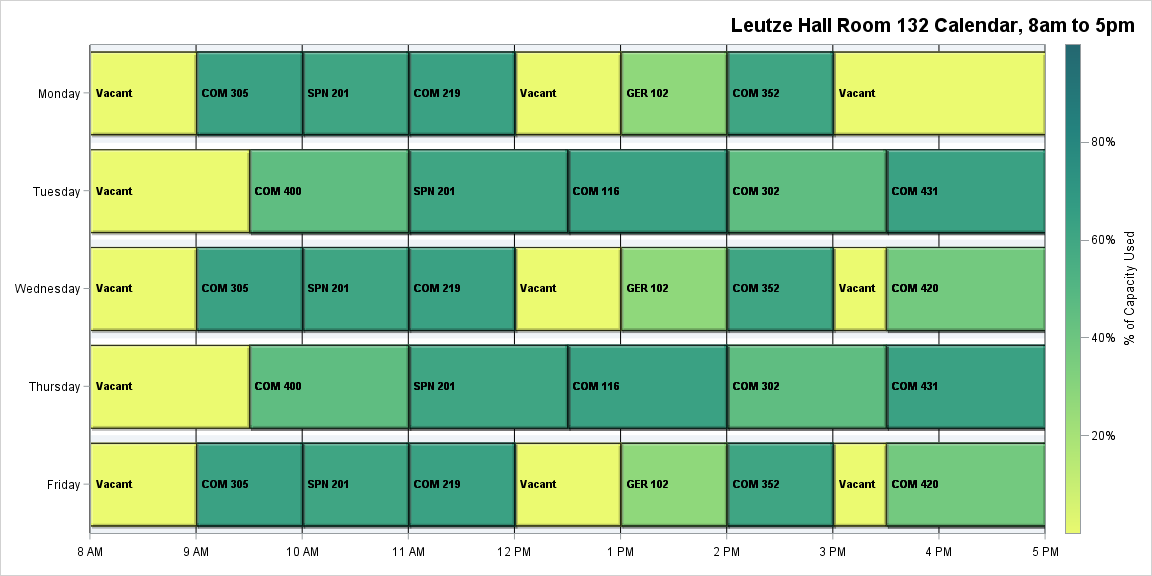 Leutze Hall Room 132 Calendar, 8am to 5pm
Monday Vacant COM 305 SPN 201 COM 219 Vacant GER 102 COM 352 Vacant
80%
Tuesday Vacant COM 400 SPN 201 COM 116 COM 302 COM 431
60%
% of Capacity Used
Wednesday Vacant COM 305 SPN 201 COM 219 Vacant GER 102 COM 352 Vacant COM 420
40%
Thursday Vacant COM 400 SPN 201 COM 116 COM 302 COM 431
20%
Friday Vacant COM 305 SPN 201 COM 219 Vacant GER 102 COM 352 Vacant COM 420
8 AM 9 AM 10 AM 11 AM 12 PM 1 PM 2 PM 3 PM 4 PM 5 PM